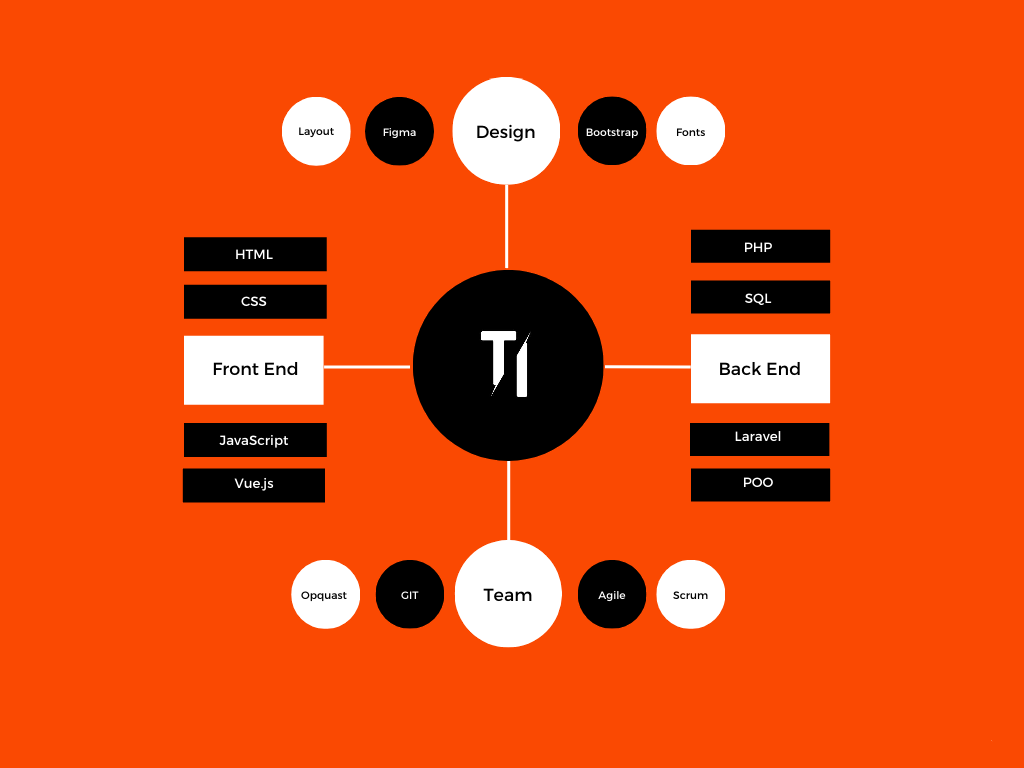 Layout
Figma
Design
Bootstrap
Fonts
HTML
CSS
Front End
JavaScript
Vue.js
TI
PHP
SQL
Back End
Laravel
POO
Opquast
GIT
Team
Agile
Scrum